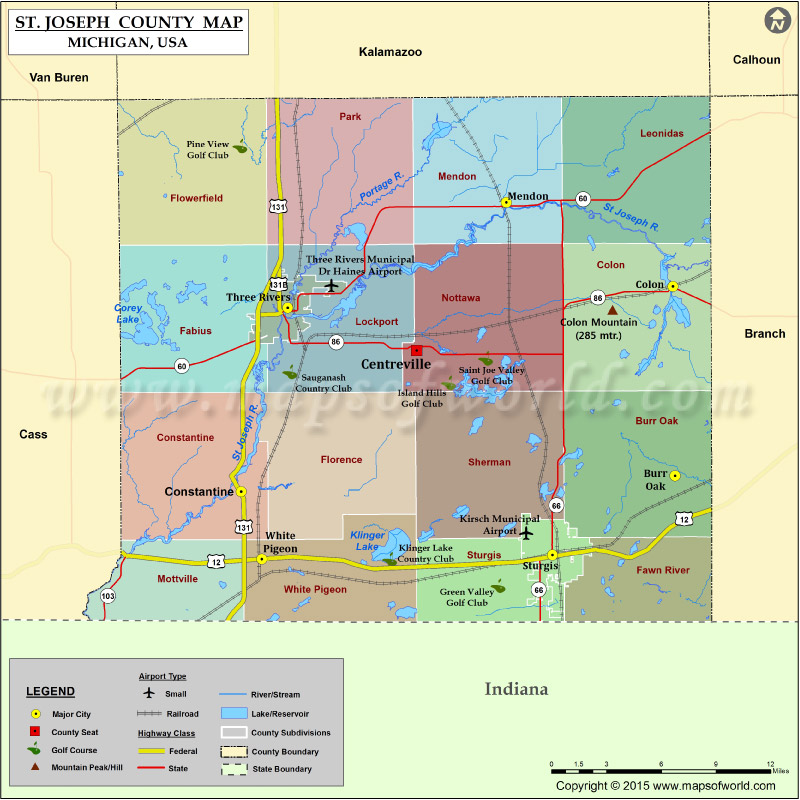 ST. JOSEPH COUNTY MAP
MICHIGAN, USA
N
Kalamazoo
Van Buren
Calhoun
Park
Leonidas
Pine View
Golf Club
Mendon
Portage R.
Flowerfield
Mendon
60
131
St Joseph R.
Three Rivers Municipal
Dr Haines Airport
Colon
131B
Colon
Three Rivers
Nottawa
86
Corey
Lake
Lockport
Colon Mountain
(285 mtr.)
Fabius
Branch
86
Centreville
60
Saint Joe Valley
Golf Club
Sauganash
Country Club
Island Hills
Golf Club
www.mapsofworld.com
St Joseph R.
Burr Oak
Cass
Constantine
Florence
Sherman
Burr
Oak
Constantine
66
Kirsch Municipal
Airport
12
131
White
Pigeon
Klinger
Lake
Klinger Lake
Country Club
Sturgis
12
Sturgis
Fawn River
Mottville
White Pigeon
Green Valley
Golf Club
66
103
Indiana
LEGEND
Major City
County Seat
Golf Course
Mountain Peak/Hill
Airport Type
Small
Railroad
Highway Class
Federal
State
River/Stream
Lake/Reservoir
County Subdivisions
County Boundary
State Boundary
0 1.5 3 6 9 12
Miles
Copyright © 2015 www.mapsofworld.com